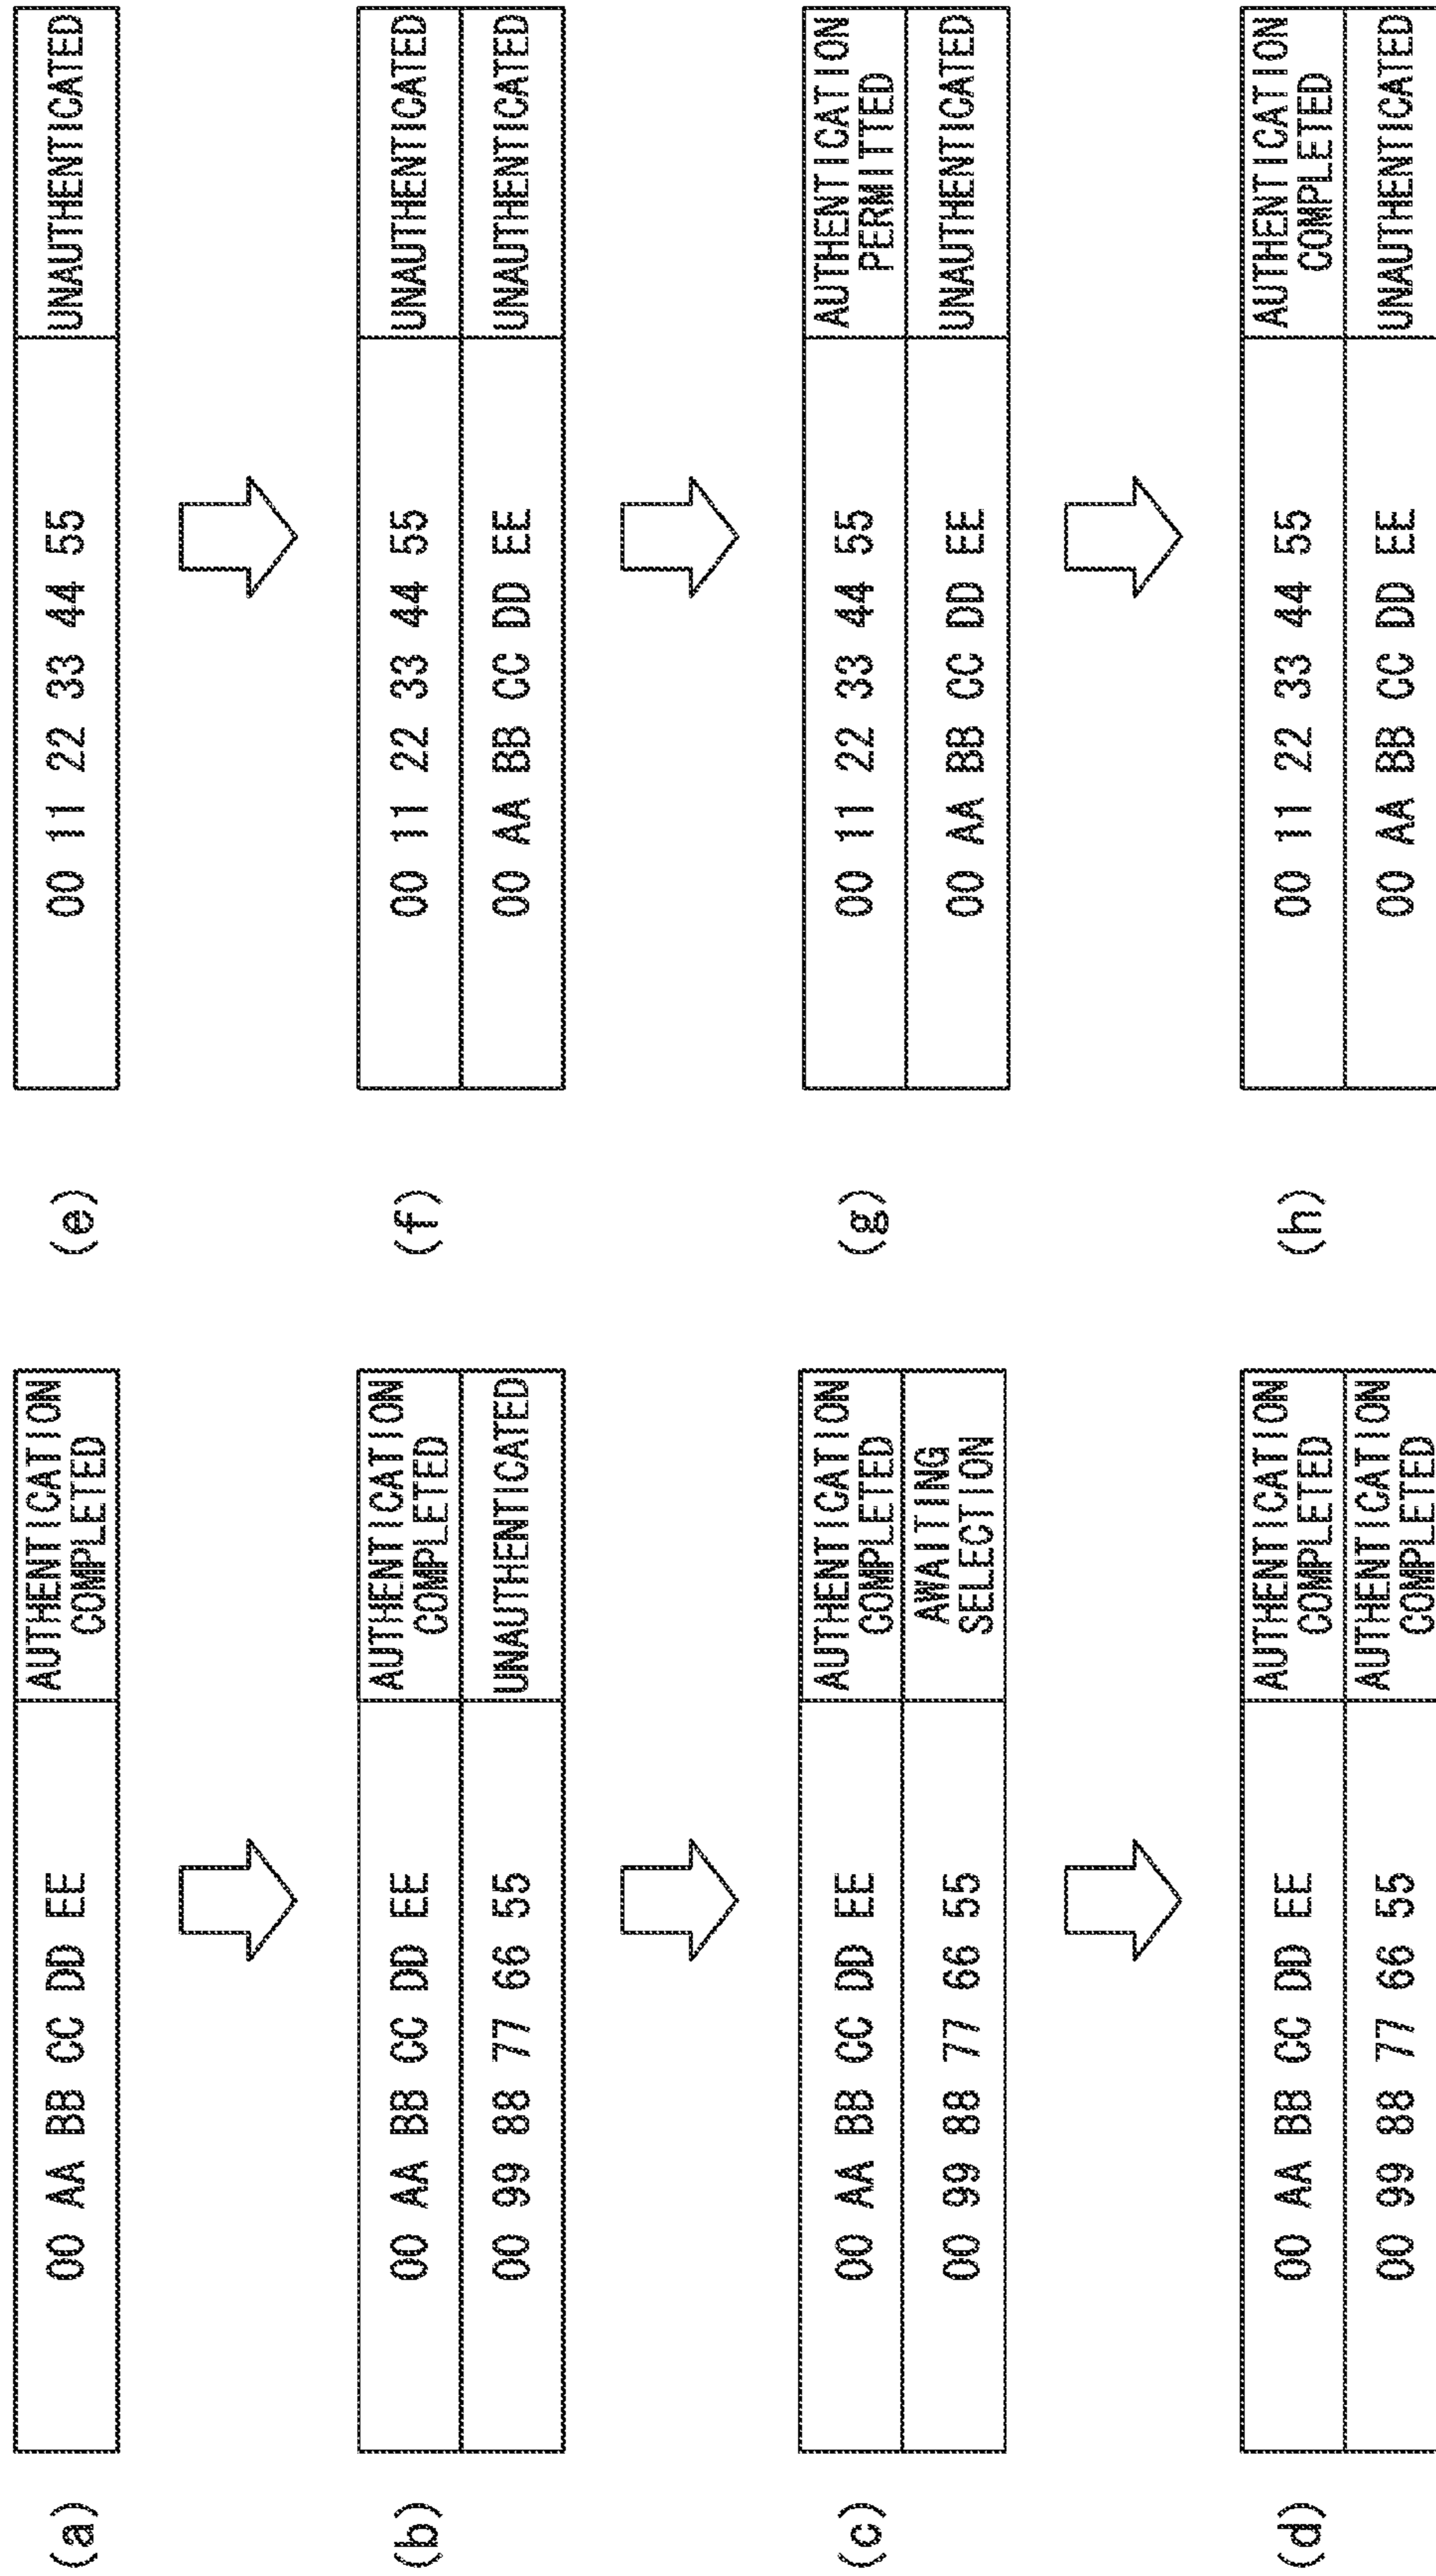 (a)
00 AA BB CC DD EE
AUTHENTICATION
COMPLETED
(b)
00 AA BB CC DD EE
AUTHENTICATION
COMPLETED
00 99 88 77 66 55
UNAUTHENTICATED
(c)
00 AA BB CC DD EE
AUTHENTICATION
COMPLETED
00 99 88 77 66 55
AWAITING
SELECTION
(d)
00 AA BB CC DD EE
AUTHENTICATION
COMPLETED
00 99 88 77 66 55
AUTHENTICATION
COMPLETED
(e)
00 11 22 33 44 55
UNAUTHENTICATED
(f)
00 11 22 33 44 55
UNAUTHENTICATED
00 AA BB CC DD EE
UNAUTHENTICATED
(g)
00 11 22 33 44 55
AUTHENTICATION
PERMITTED
00 AA BB CC DD EE
UNAUTHENTICATED
(h)
00 11 22 33 44 55
AUTHENTICATION
COMPLETED
00 AA BB CC DD EE
UNAUTHENTICATED